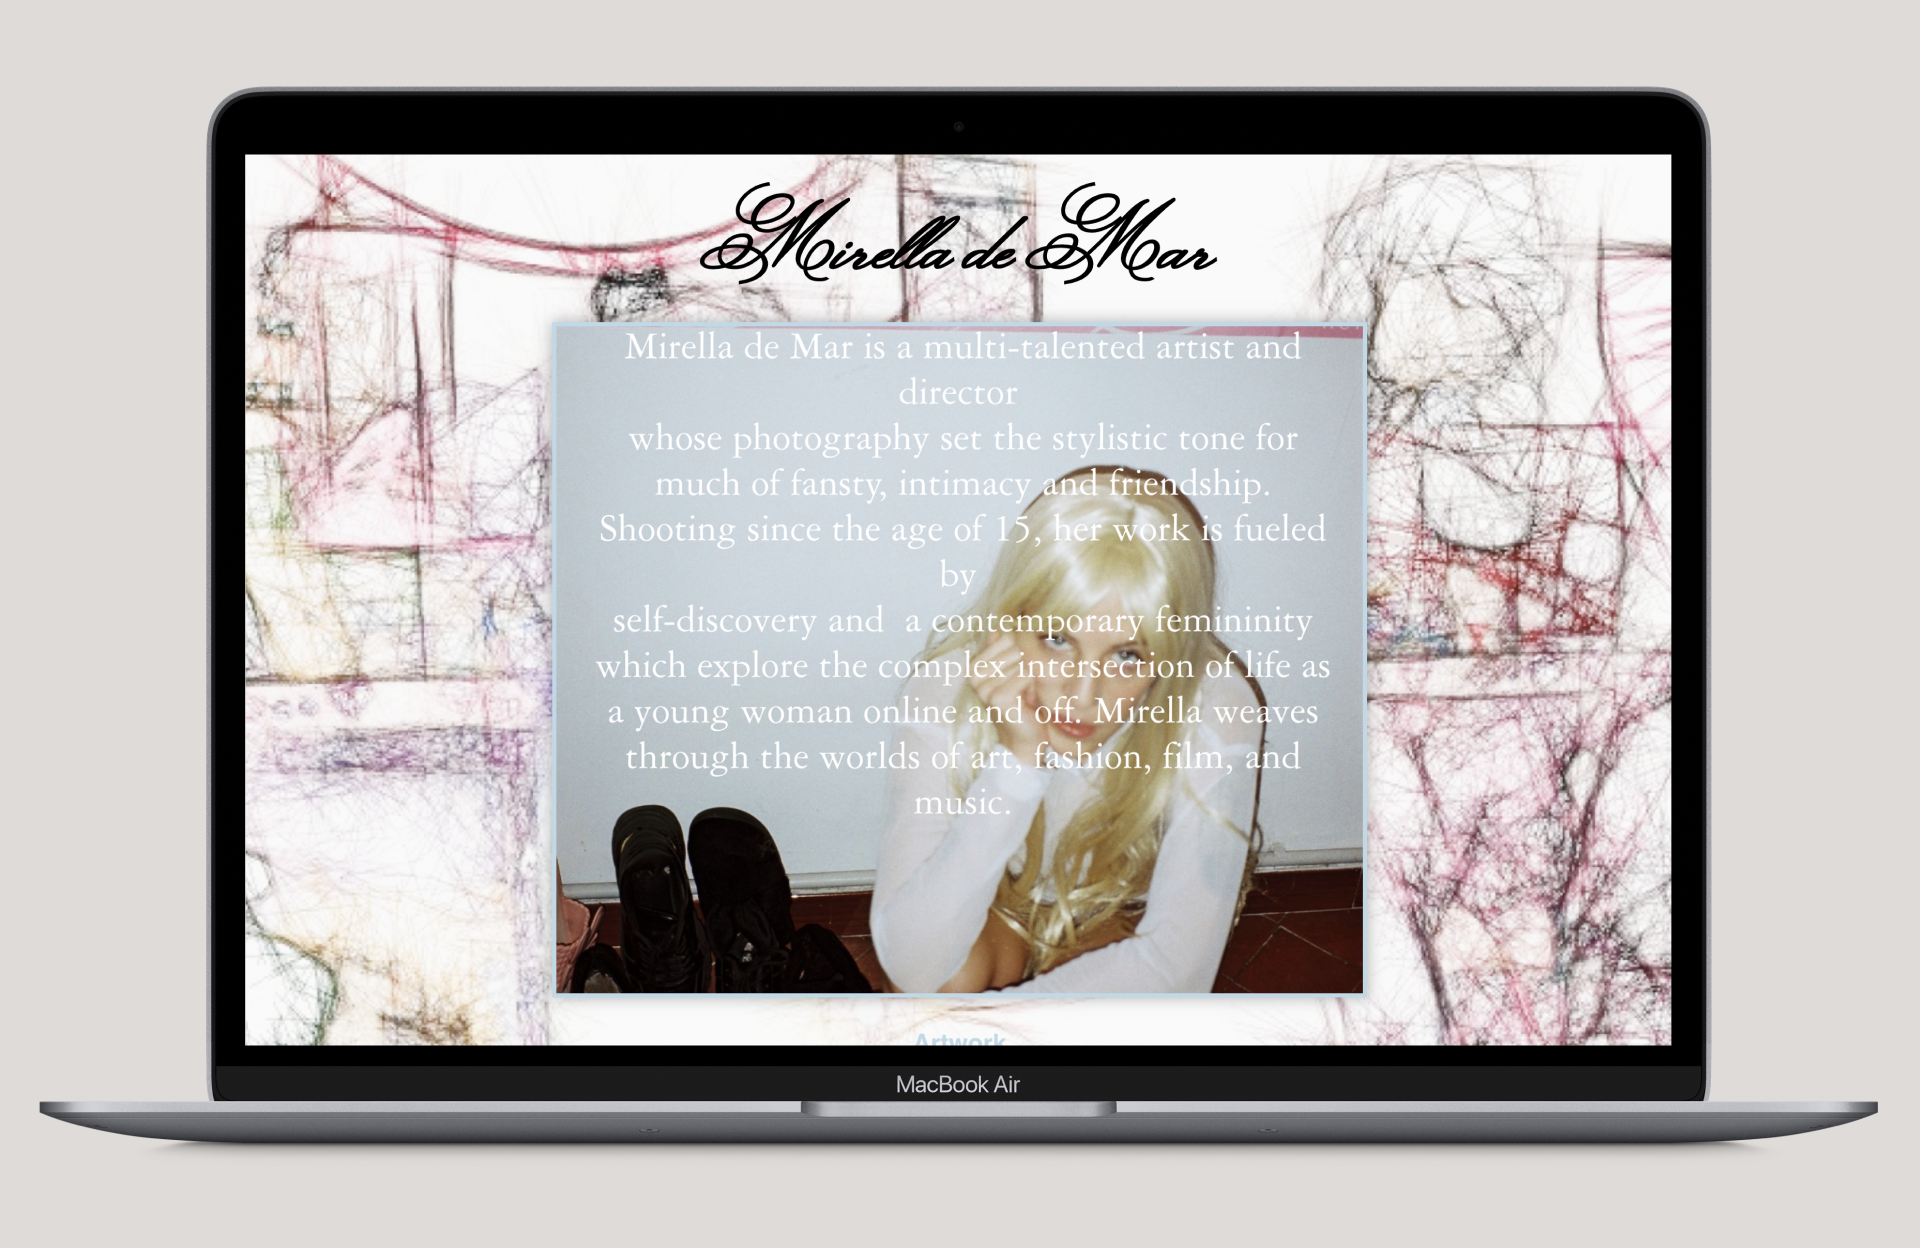 Mirella de Mar
Mirella de Mar is a multi-talented artist and
director
whose photography set the stylistic tone for
much of fansty, intimacy and friendship.
Shooting since the age of 15, her work is fueled
by
self-discovery and  a contemporary femininity
which explore the complex intersection of life as
a young woman online and off. Mirella weaves
through the worlds of art, fashion, film, and
music.
Artwork
MacBook Air